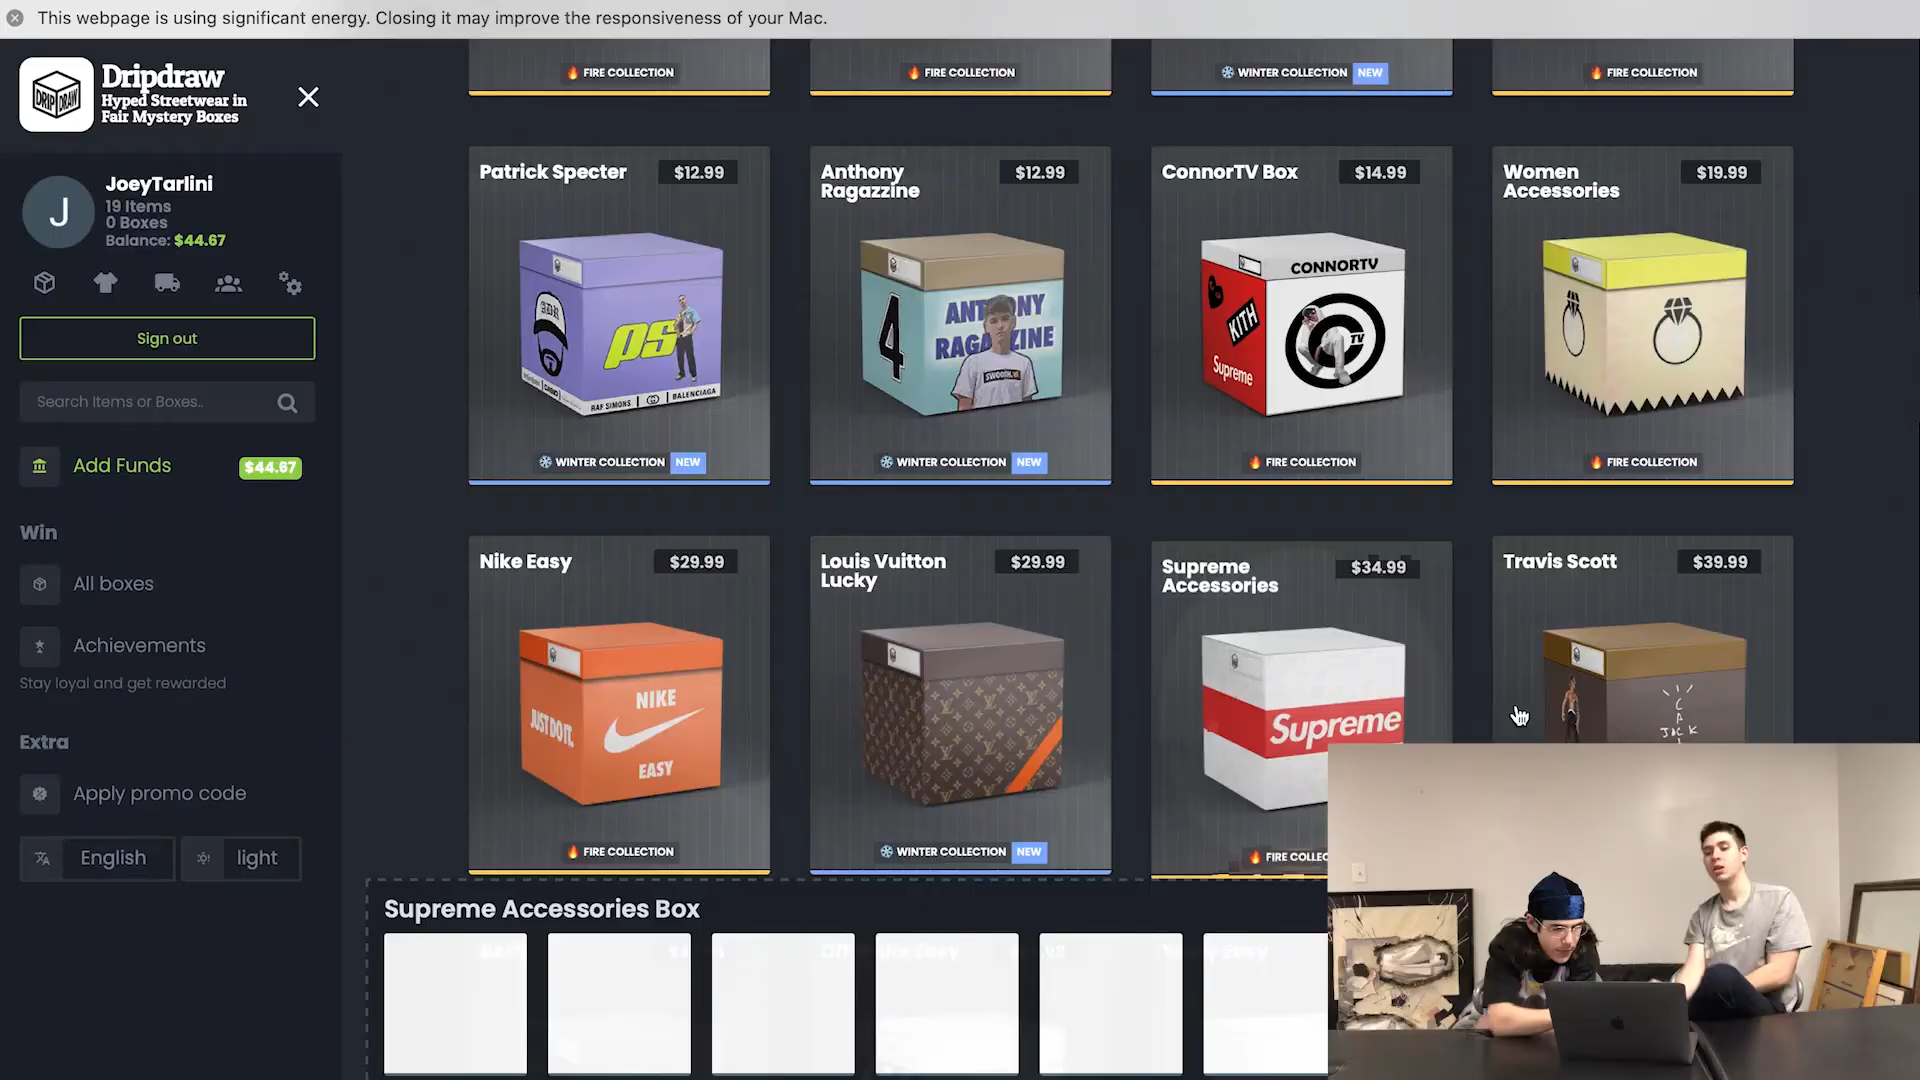 This webpage is using significant energy. Closing it may improve the responsiveness of your Mac.
DRIP DRAW
Dripdraw
Hyped Streetwear in
Fair Mystery Boxes
J
JoeyTarlini
19 Items
0 Boxes
Balance: $44.67
Sign out
Search Items or Boxes..
Add Funds
$44.67
Win
All boxes
Achievements
Stay loyal and get rewarded
Extra
Apply promo code
English
light
FIRE COLLECTION
FIRE COLLECTION
WINTER COLLECTION NEW
FIRE COLLECTION
Patrick Specter
$12.99
PS
RAF SIMONS
BALENCIAGA
WINTER COLLECTION NEW
Anthony
Ragazzine
$12.99
4
WINTER COLLECTION NEW
ConnorTV Box
$14.99
CONNORTV
KITH
Supreme
TV
FIRE COLLECTION
Women
Accessories
$19.99
FIRE COLLECTION
Nike Easy
$29.99
JUST DO IT.
NIKE
EASY
FIRE COLLECTION
Louis Vuitton
Lucky
$29.99
WINTER COLLECTION NEW
Supreme
Accessories
$34.99
Supreme
FIRE COLLEC
Travis Scott
$39.99
JACK
Supreme Accessories Box